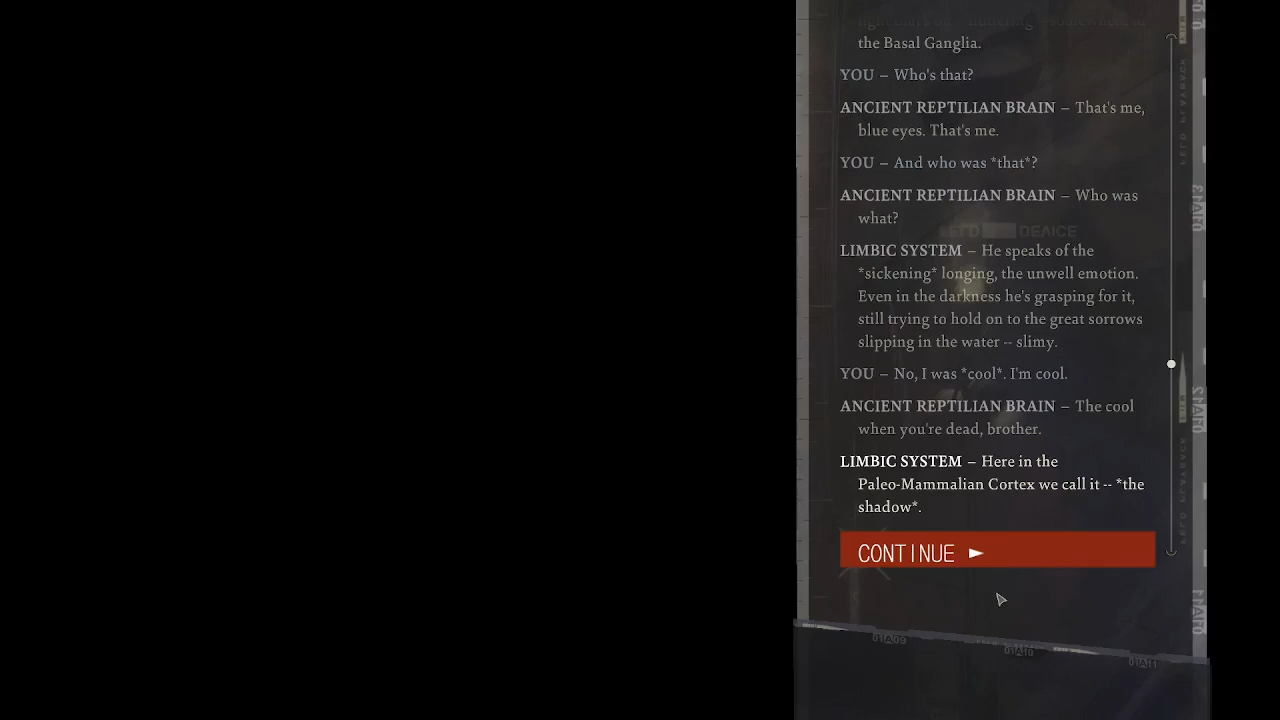 the Basal Ganglia.
YOU – Who's that?
ANCIENT REPTILIAN BRAIN – That's me,
blue eyes. That's me.
YOU – And who was *that*?
ANCIENT REPTILIAN BRAIN – Who was
what?
LIMBIC SYSTEM – He speaks of the
*sickening* longing, the unwell emotion.
Even in the darkness he's grasping for it,
still trying to hold on to the great sorrows
slipping in the water -- slimy.
YOU – No, I was *cool*. I'm cool.
ANCIENT REPTILIAN BRAIN – The cool
when you're dead, brother.
LIMBIC SYSTEM – Here in the
Paleo-Mammalian Cortex we call it -- *the
shadow*.
CONTINUE
01A09
01A10
01A11